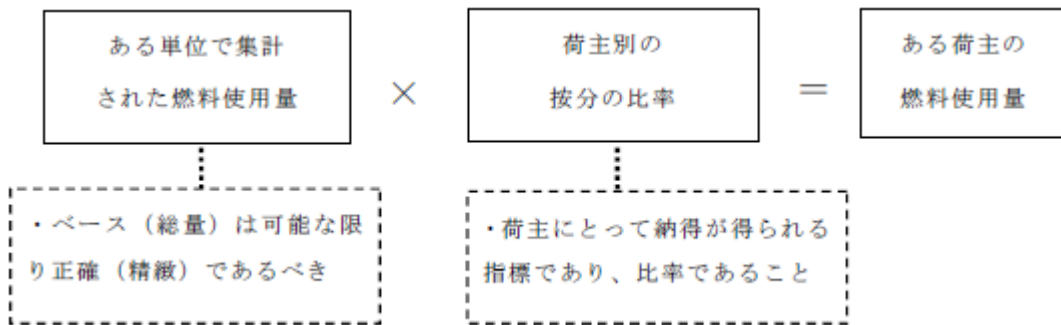 ある単位で集計
された燃料使用量
×
荷主別の
按分の比率
＝
ある荷主の
燃料使用量
・ベース（総量）は可能な限
り正確（精緻）であるべき
・荷主にとって納得が得られる
指標であり、比率であること